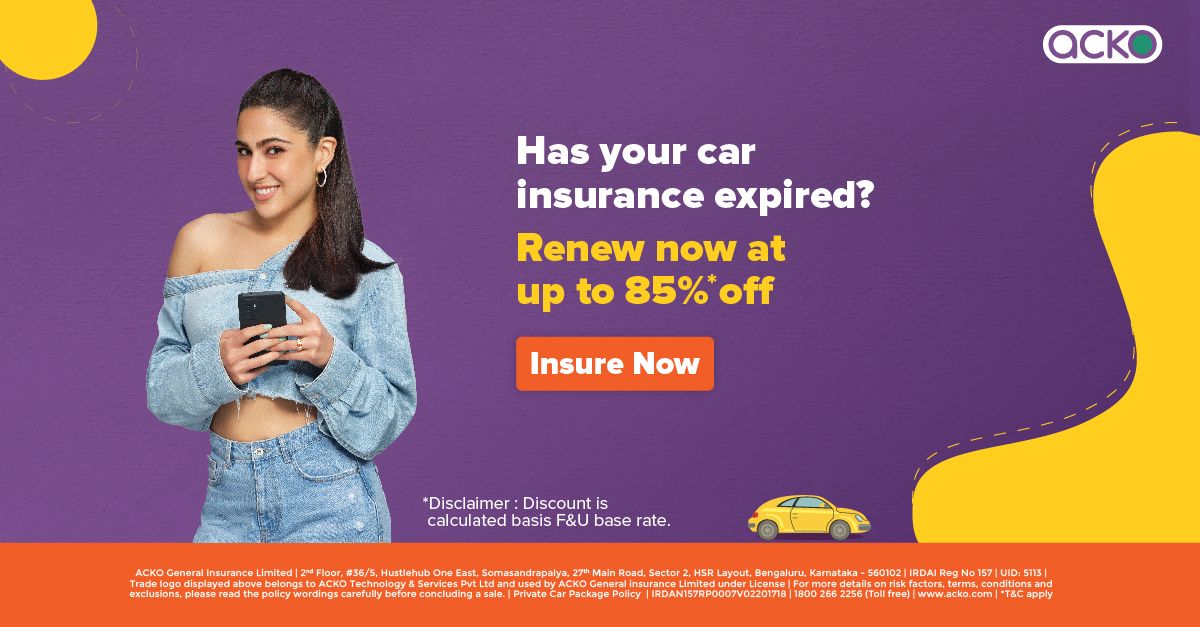 acko
Has your car
insurance expired?
Renew now at
up to 85%*off
Insure Now
*Disclaimer : Discount is
calculated basis F&U base rate.
ACKO General Insurance Limited | 2nd Floor, #36/5, Hustlehub One East, Somasandrapalya, 27th Main Road, Sector 2, HSR Layout, Bengaluru, Karnataka - 560102 | IRDAI Reg No 157 | UID: 5113 |
Trade logo displayed above belongs to ACKO Technology & Services Pvt Ltd and used by ACKO General insurance Limited under License | For more details on risk factors, terms, conditions and
exclusions, please read the policy wordings carefully before concluding a sale. | Private Car Package Policy | IRDAN157RP0007V02201718 | 1800 266 2256 (Toll free) | www.acko.com | *T&C apply